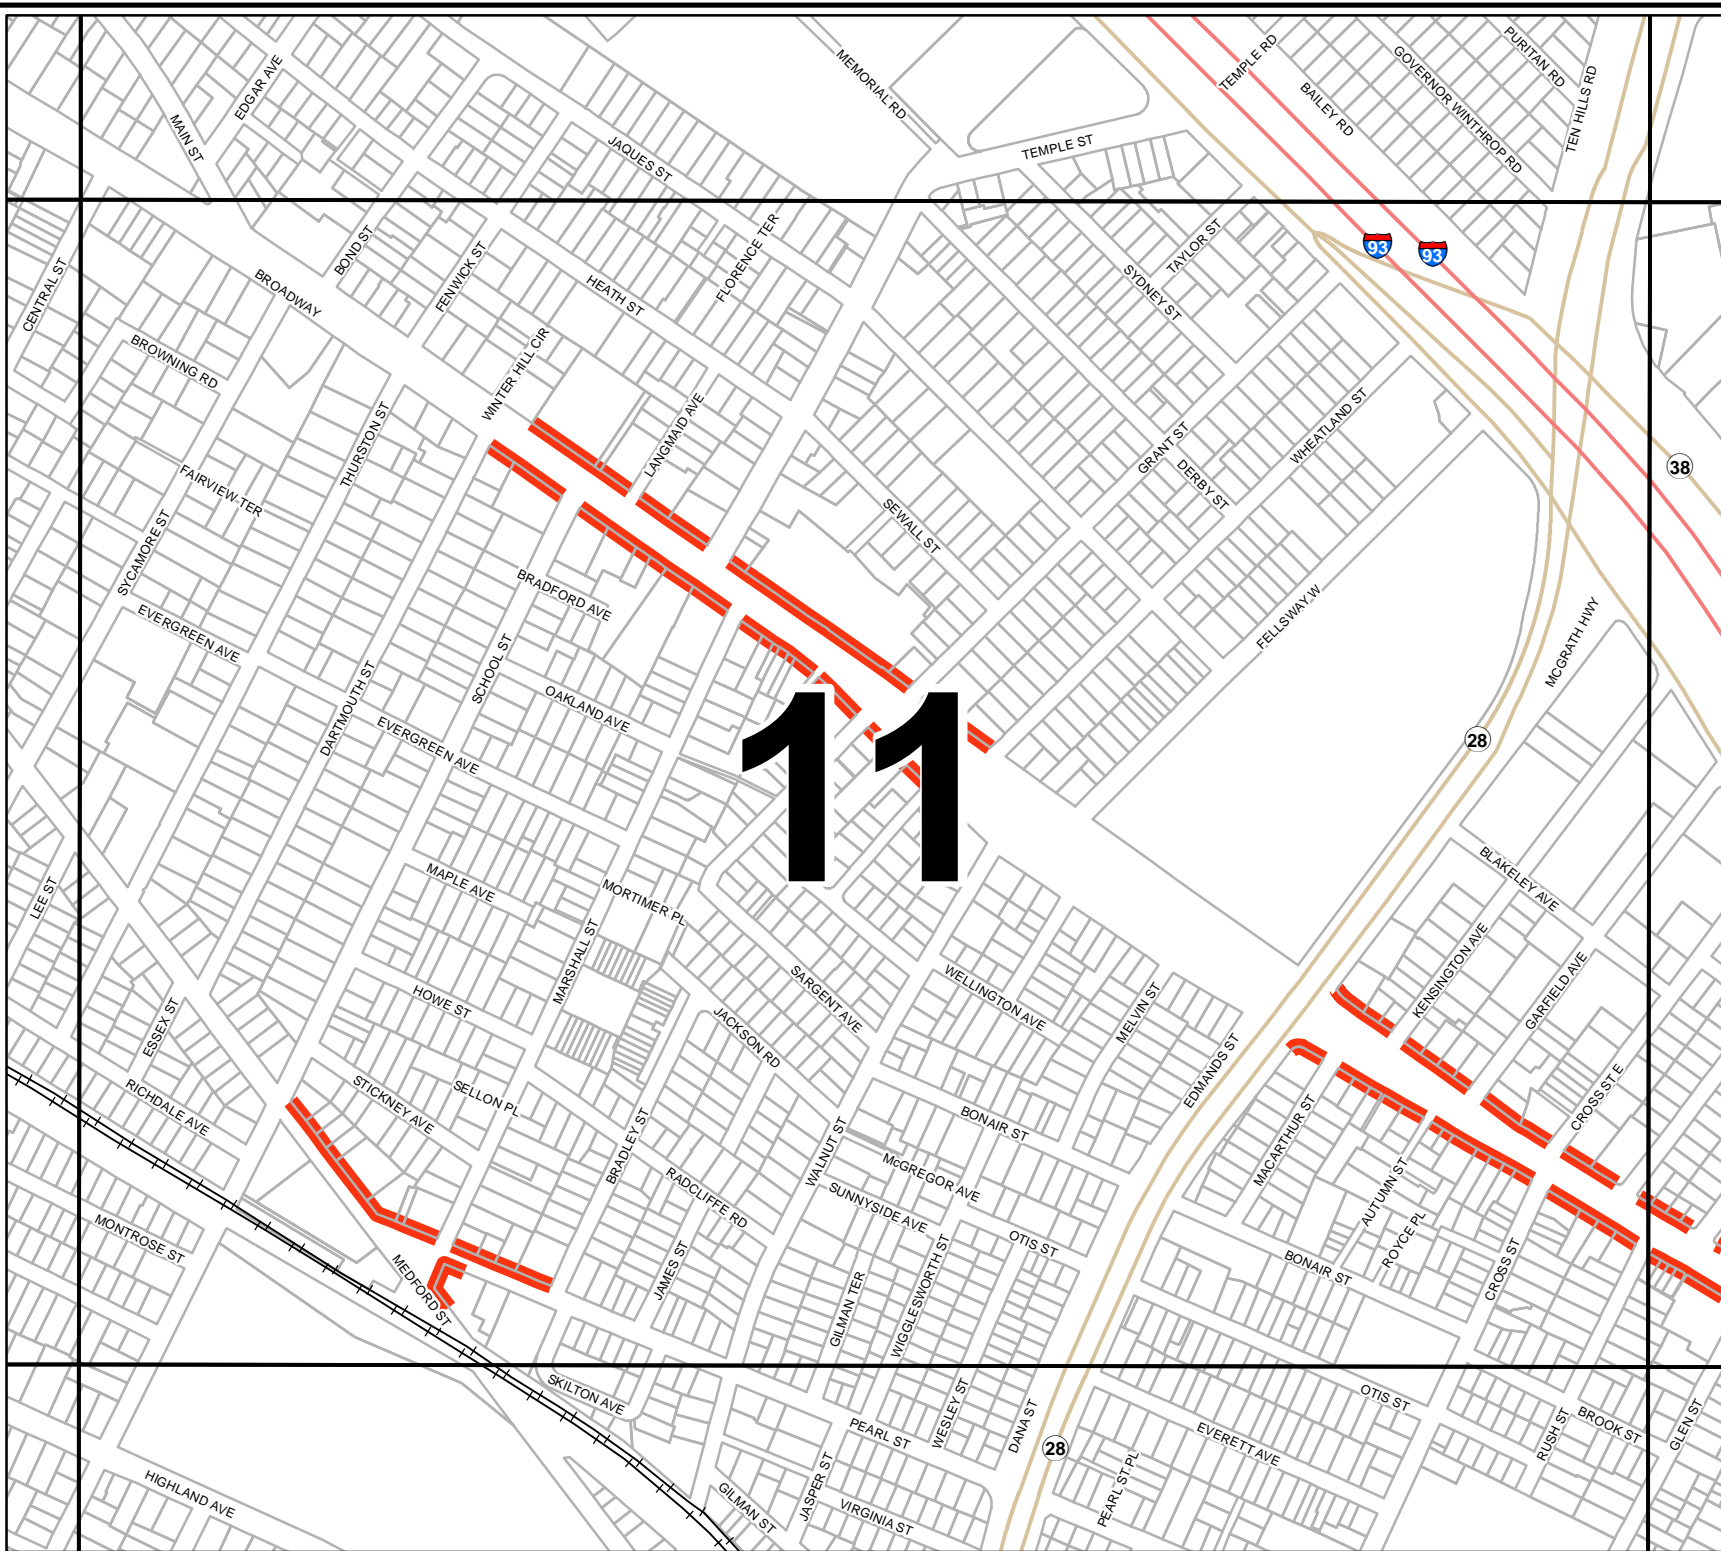 EDGAR AVE
MAIN ST
MEMORIAL RD
JAQUES ST
TEMPLE ST
TEMPLE RD
BAILEY RD
GOVERNOR WINTHROP RD
PURITAN RD
TEN HILLS RD
CENTRAL ST
BOND ST
FENWICK ST
BROADWAY
FLORENCE TER
HEATH ST
TAYLOR ST
SYDNEY ST
93
93
BROWNING RD
WINTER HILL CIR
LANGMAID AVE
THURSTON ST
FAIRVIEW TER
GRANT ST
DERBY ST
WHEATLAND ST
38
SYCAMORE ST
SEWALL ST
BRADFORD AVE
EVERGREEN AVE
FELLSWAY W
MCGRATH HWY
SCHOOL ST
DARTMOUTH ST
OAKLAND AVE
EVERGREEN AVE
28
11
LEE ST
MAPLE AVE
MORTIMER PL
BLAKELEY AVE
MARSHALL ST
SARGENT AVE
WELLINGTON AVE
MELVIN ST
KENSINGTON AVE
GARFIELD AVE
HOWE ST
ESSEX ST
JACKSON RD
EDMANDS ST
RICHDALE AVE
STICKNEY AVE
SELLON PL
BRADLEY ST
WALNUT ST
BONAIR ST
MACARTHUR ST
CROSS ST E
McGREGOR AVE
RADCLIFFE RD
SUNNYSIDE AVE
AUTUMN ST
ROYCE PL
MONTROSE ST
MEDFORD ST
JAMES ST
GILMAN TER
WIGGLESWORTH ST
OTIS ST
BONAIR ST
CROSS ST
SKILTON AVE
PEARL ST
WESLEY ST
DANA ST
28
OTIS ST
EVERETT AVE
RUSH ST
BROOK ST
GLEN ST
HIGHLAND AVE
GILMAN ST
JASPER ST
VIRGINIA ST
PEARL ST PL